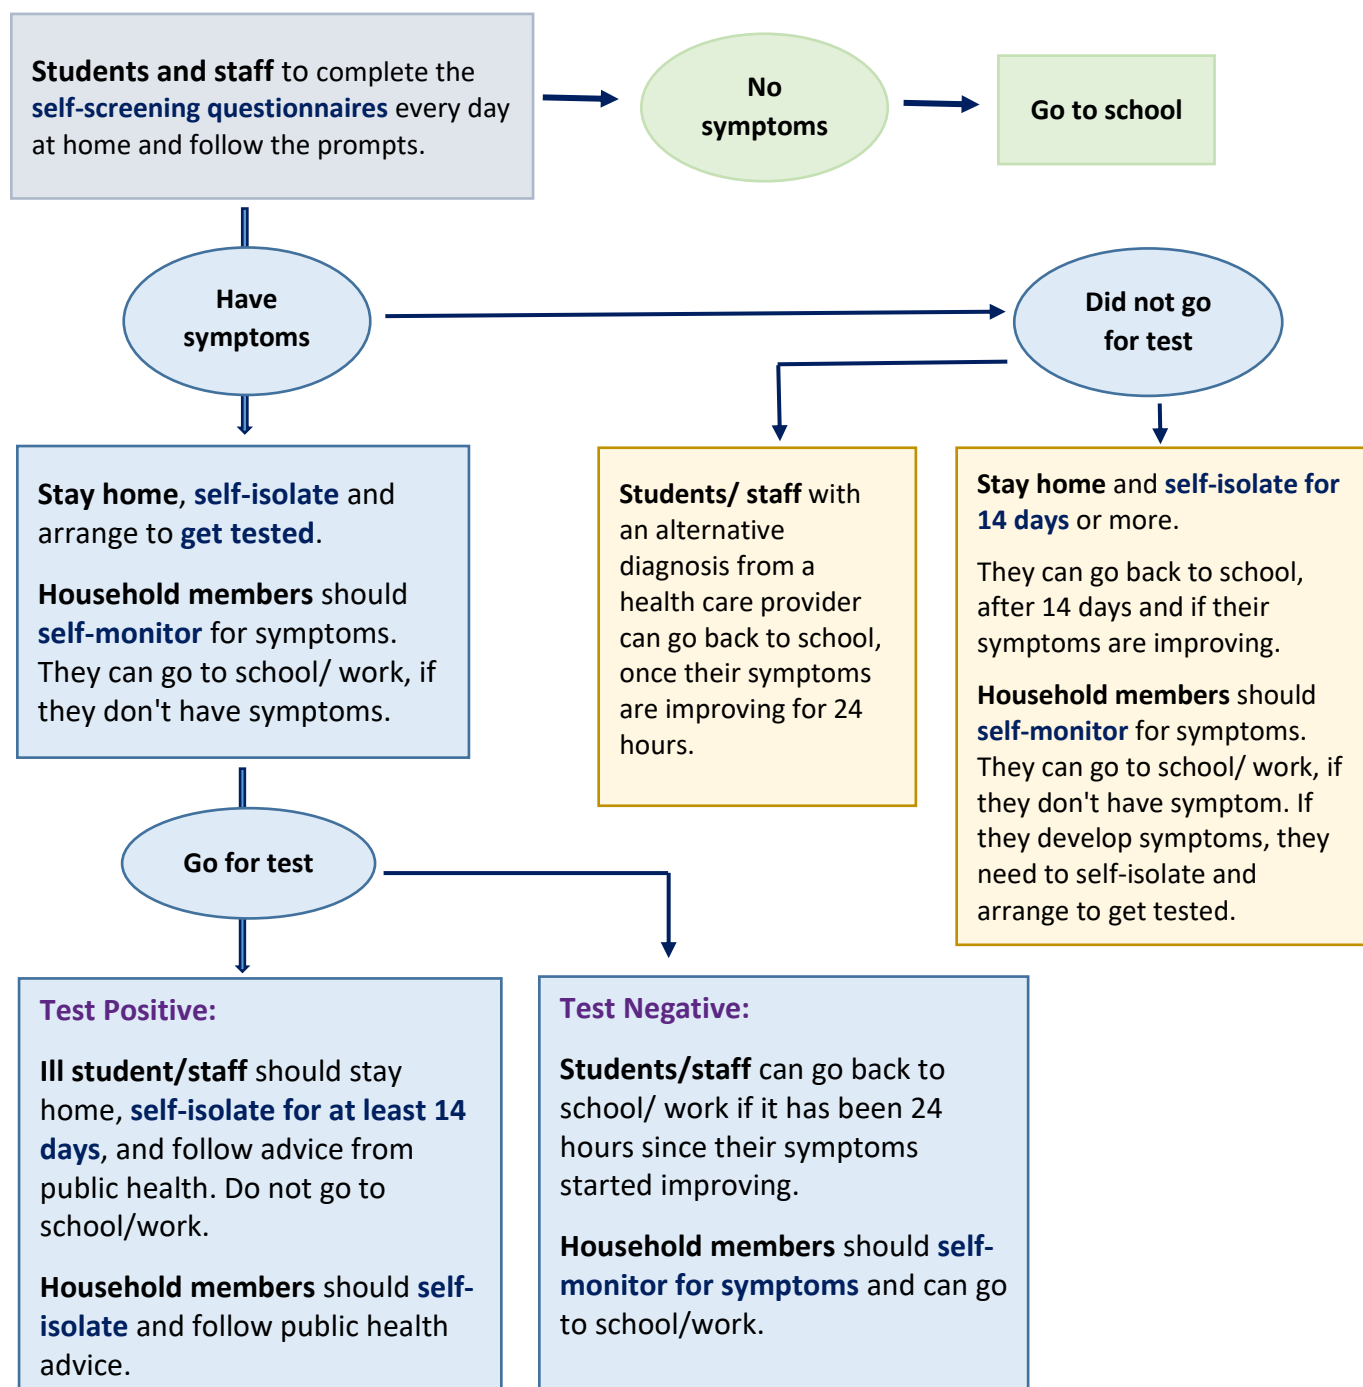 Students and staff to complete the
self-screening questionnaires every day
at home and follow the prompts.
No
symptoms
Go to school
Have
symptoms
Did not go
for test
Stay home, self-isolate and
arrange to get tested.
Household members should
self-monitor for symptoms.
They can go to school/ work, if
they don't have symptoms.
Students/ staff with
an alternative
diagnosis from a
health care provider
can go back to school,
once their symptoms
are improving for 24
hours.
Stay home and self-isolate for
14 days or more.
They can go back to school,
after 14 days and if their
symptoms are improving.
Household members should
self-monitor for symptoms.
They can go to school/ work, if
they don't have symptom. If
they develop symptoms, they
need to self-isolate and
arrange to get tested.
Go for test
Test Positive:
Ill student/staff should stay
home, self-isolate for at least 14
days, and follow advice from
public health. Do not go to
school/work.
Household members should self-
isolate and follow public health
advice.
Test Negative:
Students/staff can go back to
school/ work if it has been 24
hours since their symptoms
started improving.
Household members should self-
monitor for symptoms and can go
to school/work.